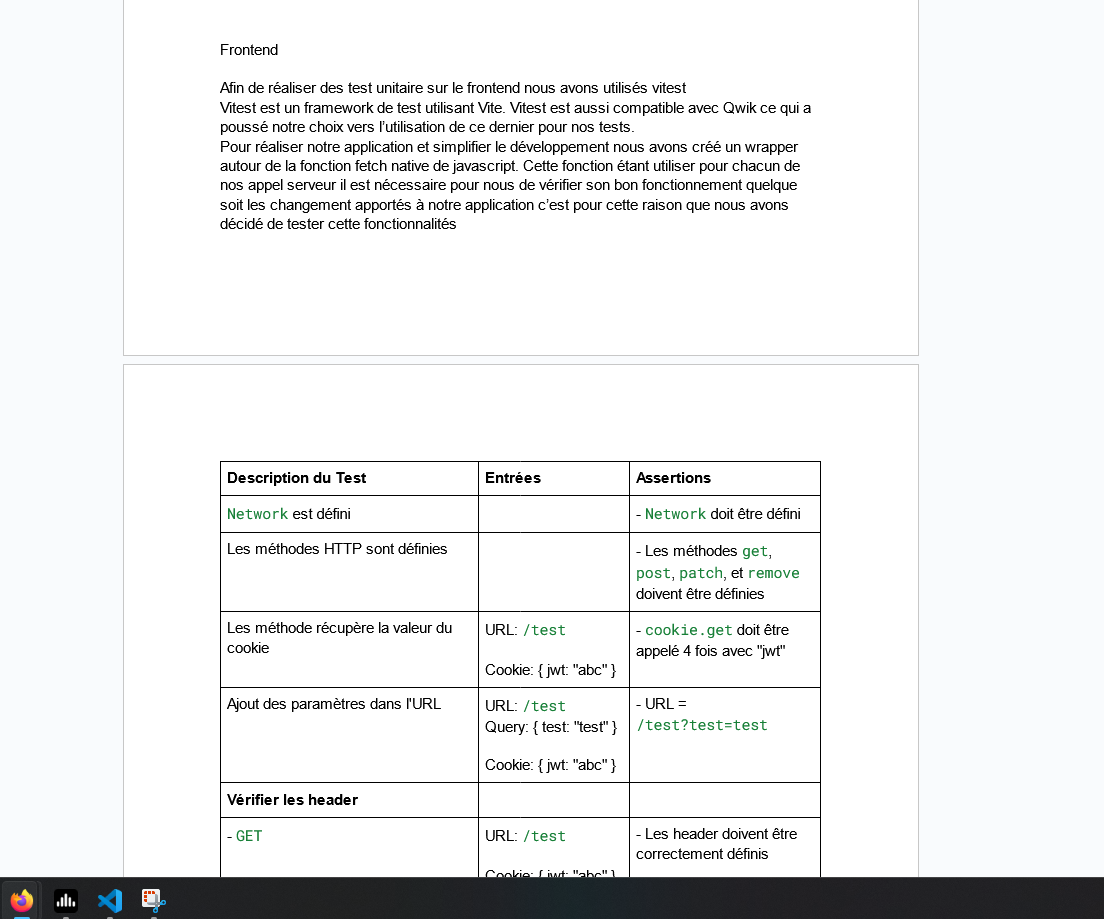 Frontend
Afin de réaliser des test unitaire sur le frontend nous avons utilisés vitest
Vitest est un framework de test utilisant Vite. Vitest est aussi compatible avec Qwik ce qui a
poussé notre choix vers l’utilisation de ce dernier pour nos tests.
Pour réaliser notre application et simplifier le développement nous avons créé un wrapper
autour de la fonction fetch native de javascript. Cette fonction étant utiliser pour chacun de
nos appel serveur il est nécessaire pour nous de vérifier son bon fonctionnement quelque
soit les changement apportés à notre application c’est pour cette raison que nous avons
décidé de tester cette fonctionnalités
Description du Test
Entrées
Assertions
Network est défini
- Network doit être défini
Les méthodes HTTP sont définies
- Les méthodes get,
post, patch, et remove
doivent être définies
Les méthode récupère la valeur du
cookie
URL: /test
Cookie: { jwt: "abc" }
- cookie.get doit être
appelé 4 fois avec "jwt"
Ajout des paramètres dans l'URL
URL: /test
Query: { test: "test" }
Cookie: { jwt: "abc" }
- URL =
/test?test=test
Vérifier les header
- GET
URL: /test
Cookie: { jwt: "abc" }
- Les header doivent être
correctement définis